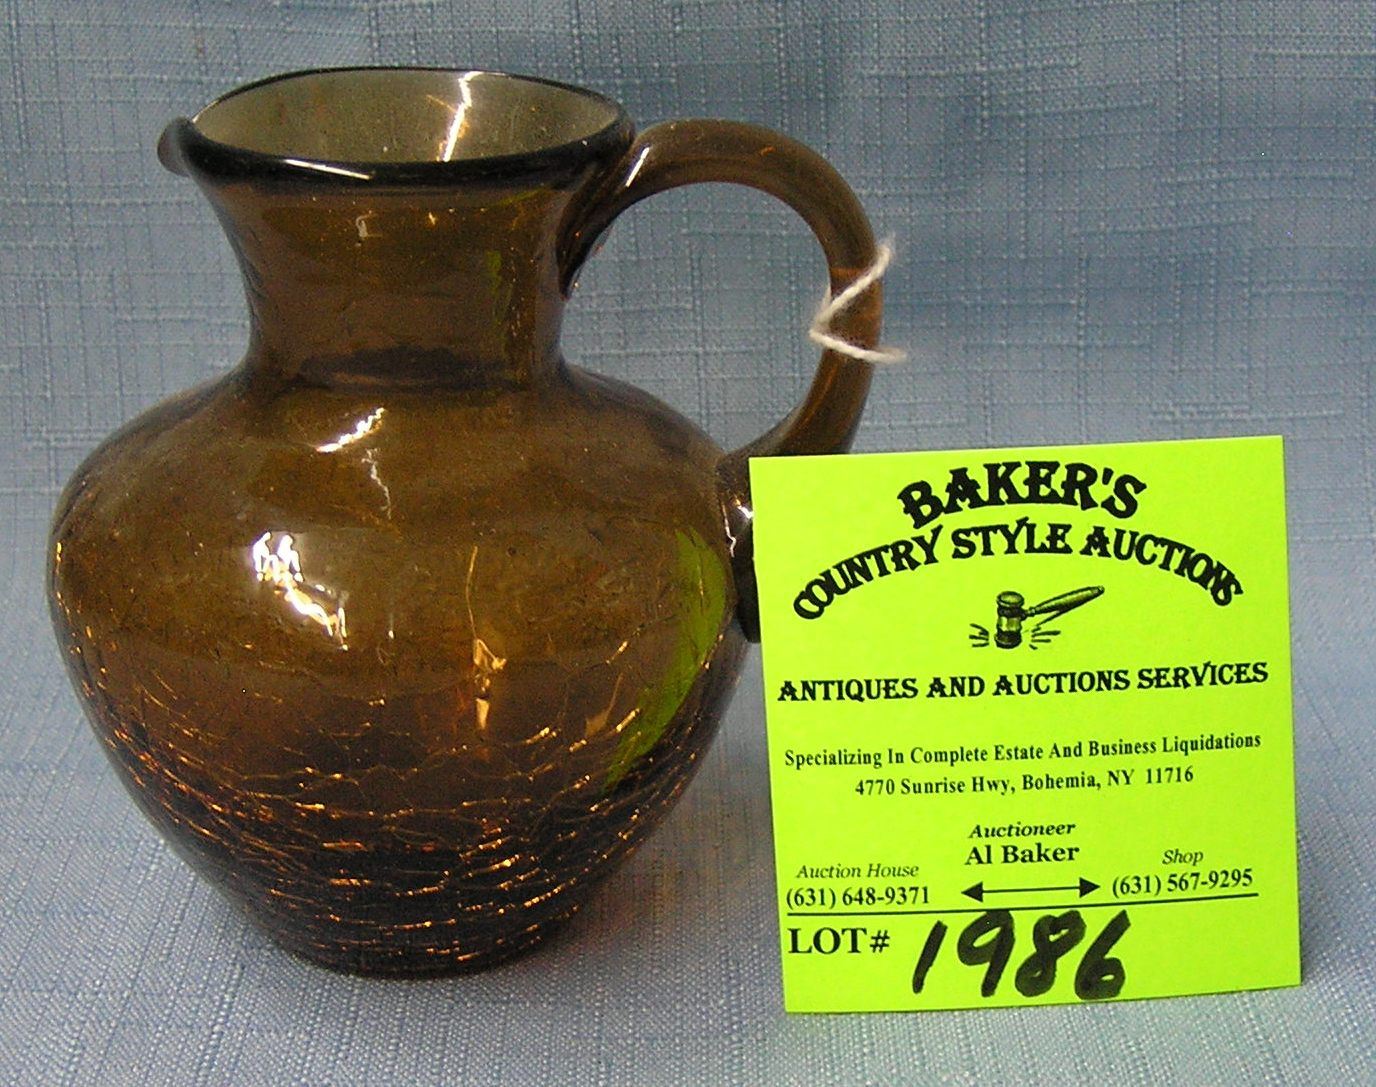 BAKER'S
COUNTRY STYLE AUCTIONS
ANTIQUES AND AUCTIONS SERVICES
Specializing In Complete Estate And Business Liquidations
4770 Sunrise Hwy, Bohemia, NY 11716
Auctioneer
Al Baker
Auction House
(631) 648-9371
Shop
(631) 567-9295
LOT# 1986